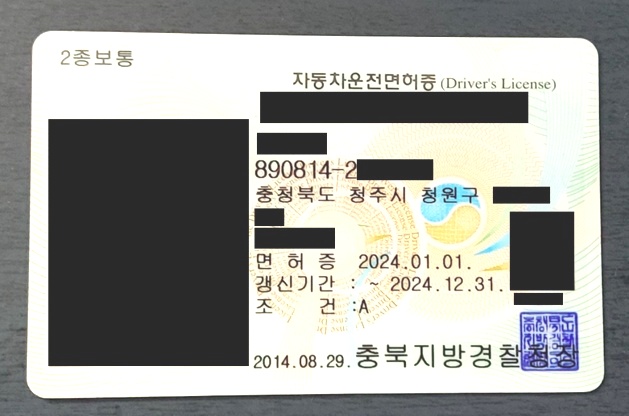 2종보통
자동차운전면허증 (Driver's License)
890814-2
충청북도 청주시 청원구
면 허 증 2024.01.01.
갱신기간 : ~ 2024.12.31.
조 건 :A
2014.08.29. 충북지방경찰청장